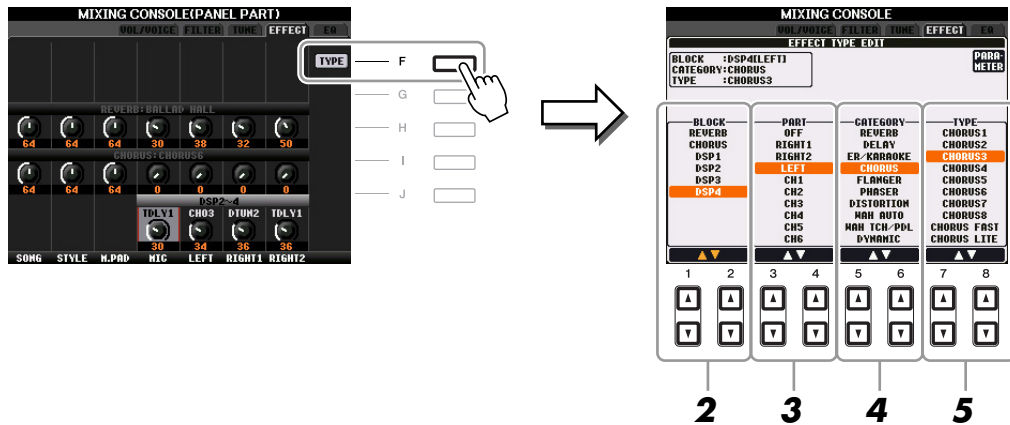 MIXING CONSOLE(PANEL PART)
VOL/VOICE FILTER TUNE EFFECT EQ
TYPE F
G
REVERB:BALLAD HALL
H
64 64 64 30 38 32 50
CHORUS:CHORUS6
I
64 64 64 0 0 0 0
J
DSP2~4
TDLY1 CHO3 DTUN2 TDLY1
30 34 36 36
SONG STYLE M.PAD MIC LEFT RIGHT1 RIGHT2
MIXING CONSOLE
VOL/VOICE FILTER TUNE EFFECT EQ
EFFECT TYPE EDIT
BLOCK :DSP4[LEFT]
CATEGORY:CHORUS
TYPE :CHORUS3
PARA-
METER
BLOCK PART CATEGORY TYPE
REVERB OFF REVERB CHORUS1
CHORUS RIGHT1 DELAY CHORUS2
DSP1 RIGHT2 ER/KARAOKE CHORUS3
DSP2 LEFT CHORUS CHORUS4
DSP3 CH1 FLANGER CHORUS5
DSP4 CH2 PHASER CHORUS6
CH3 DISTORTION CHORUS7
CH4 WAH AUTO CHORUS8
CH5 WAH TCH/PDL CHORUS FAST
CH6 DYNAMIC CHORUS LITE
1 2 3 4 5 6 7 8
2 3 4 5